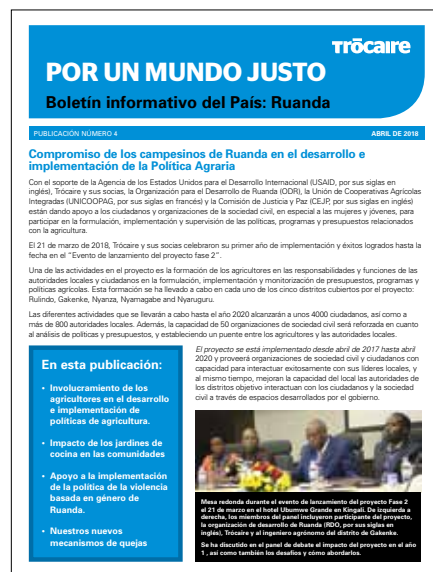 Trōcaire
POR UN MUNDO JUSTO
Boletín informativo del País: Ruanda
PUBLICACIÓN NÚMERO 4
ABRIL DE 2018
Compromiso de los campesinos de Ruanda en el desarrollo e
implementación de la Política Agraria
Con el soporte de la Agencia de los Estados Unidos para el Desarrollo Internacional (USAID, por sus siglas en
inglés), Trócaire y sus socias, la Organización para el Desarrollo de Ruanda (ODR), la Unión de Cooperativas Agrícolas
Integradas (UNICOOPAG, por sus siglas en francés) y la Comisión de Justicia y Paz (CEJP, por sus siglas en inglés)
están dando apoyo a los ciudadanos y organizaciones de la sociedad civil, en especial a las mujeres y jóvenes, para
participar en la formulación, implementación y supervisión de las políticas, programas y presupuestos relacionados
con la agricultura.
El 21 de marzo de 2018, Trócaire y sus socias celebraron su primer año de implementación y éxitos logrados hasta la
fecha en el "Evento de lanzamiento del proyecto fase 2".
Una de las actividades en el proyecto es la formación de los agricultores en las responsabilidades y funciones de las
autoridades locales y ciudadanos en la formulación, implementación y monitorización de presupuestos, programas y
políticas agrícolas. Esta formación se ha llevado a cabo en cada uno de los cinco distritos cubiertos por el proyecto:
Rulindo, Gakenke, Nyanza, Nyamagabe and Nyaruguru.
Las diferentes actividades que se llevarán a cabo hasta el año 2020 alcanzarán a unos 4000 ciudadanos, así como a
más de 800 autoridades locales. Además, la capacidad de 50 organizaciones de sociedad civil será reforzada en cuanto
al análisis de políticas y presupuestos, y estableciendo un puente entre los agricultores y las autoridades locales.
En esta publicación:
• Involucramiento de los
agricultores en el desarrollo
e implementación de
políticas de agricultura.
• Impacto de los jardines de
cocina en las comunidades
• Apoyo a la implementación
de la política de la violencia
basada en género de
Ruanda.
• Nuestros nuevos
mecanismos de quejas
El proyecto se está implementado desde abril de 2017 hasta abril
2020 y proveerá organizaciones de sociedad civil y ciudadanos con
capacidad para interactuar exitosamente con sus líderes locales, y
al mismo tiempo, mejoran la capacidad del local las autoridades de
los distritos objetivo interactuan con los ciudadanos y la sociedad
civil a través de espacios desarrollados por el gobierno.
Mesa redonda durante el evento de lanzamiento del proyecto Fase 2
el 21 de marzo en el hotel Ubumwe Grande en Kingali. De izquierda a
derecha, los miembros del panel incluyeron participante del proyecto,
la organización de desarrollo de Ruanda (RDO, por sus siglas en
inglés), Trócaire y al ingeniero agrónomo del distrito de Gakenke.
Se ha discutido en el panel de debate el impacto del proyecto en el año
1 , así como también los desafíos y cómo abordarlos.